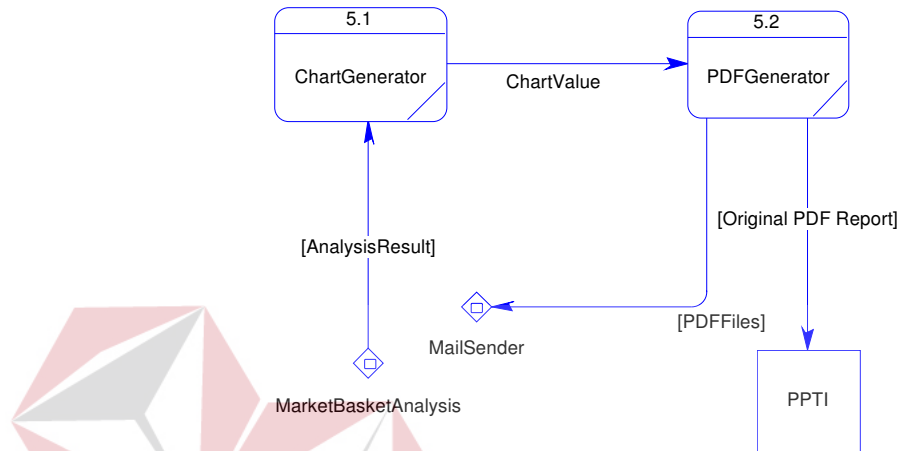 5.1
ChartGenerator
ChartValue
5.2
PDFGenerator
[Original PDF Report]
[AnalysisResult]
[PDFFiles]
MailSender
MarketBasketAnalysis
PPTI